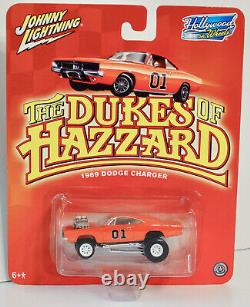 JOHNNY
LIGHTNING
Hollywood
on Wheels
01
THE DUKES OF
HAZZARD
1969 DODGE CHARGER
01
6+